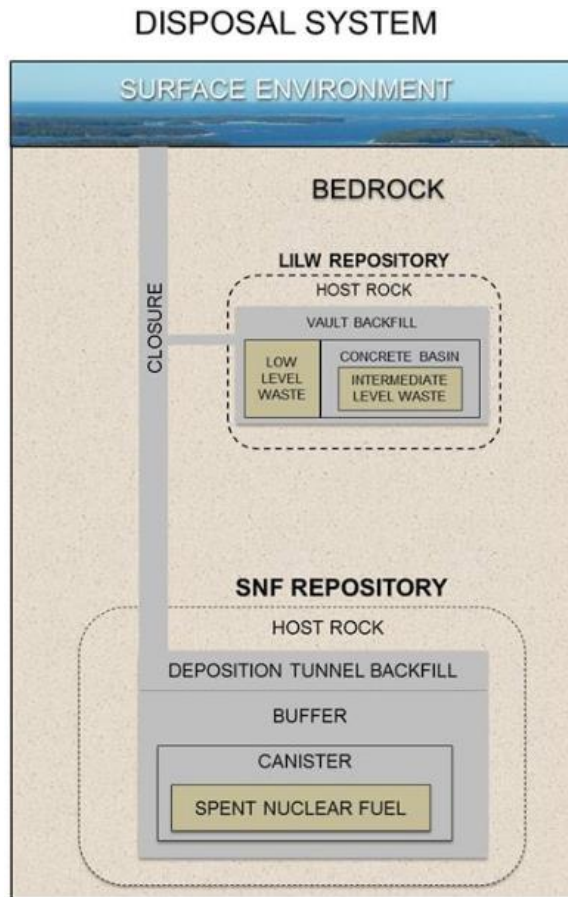 DISPOSAL SYSTEM
SURFACE ENVIRONMENT
BEDROCK
LILW REPOSITORY
HOST ROCK
VAULT BACKFILL
CLOSURE
LOW
LEVEL
WASTE
CONCRETE BASIN
INTERMEDIATE
LEVEL WASTE
SNF REPOSITORY
HOST ROCK
DEPOSITION TUNNEL BACKFILL
BUFFER
CANISTER
SPENT NUCLEAR FUEL